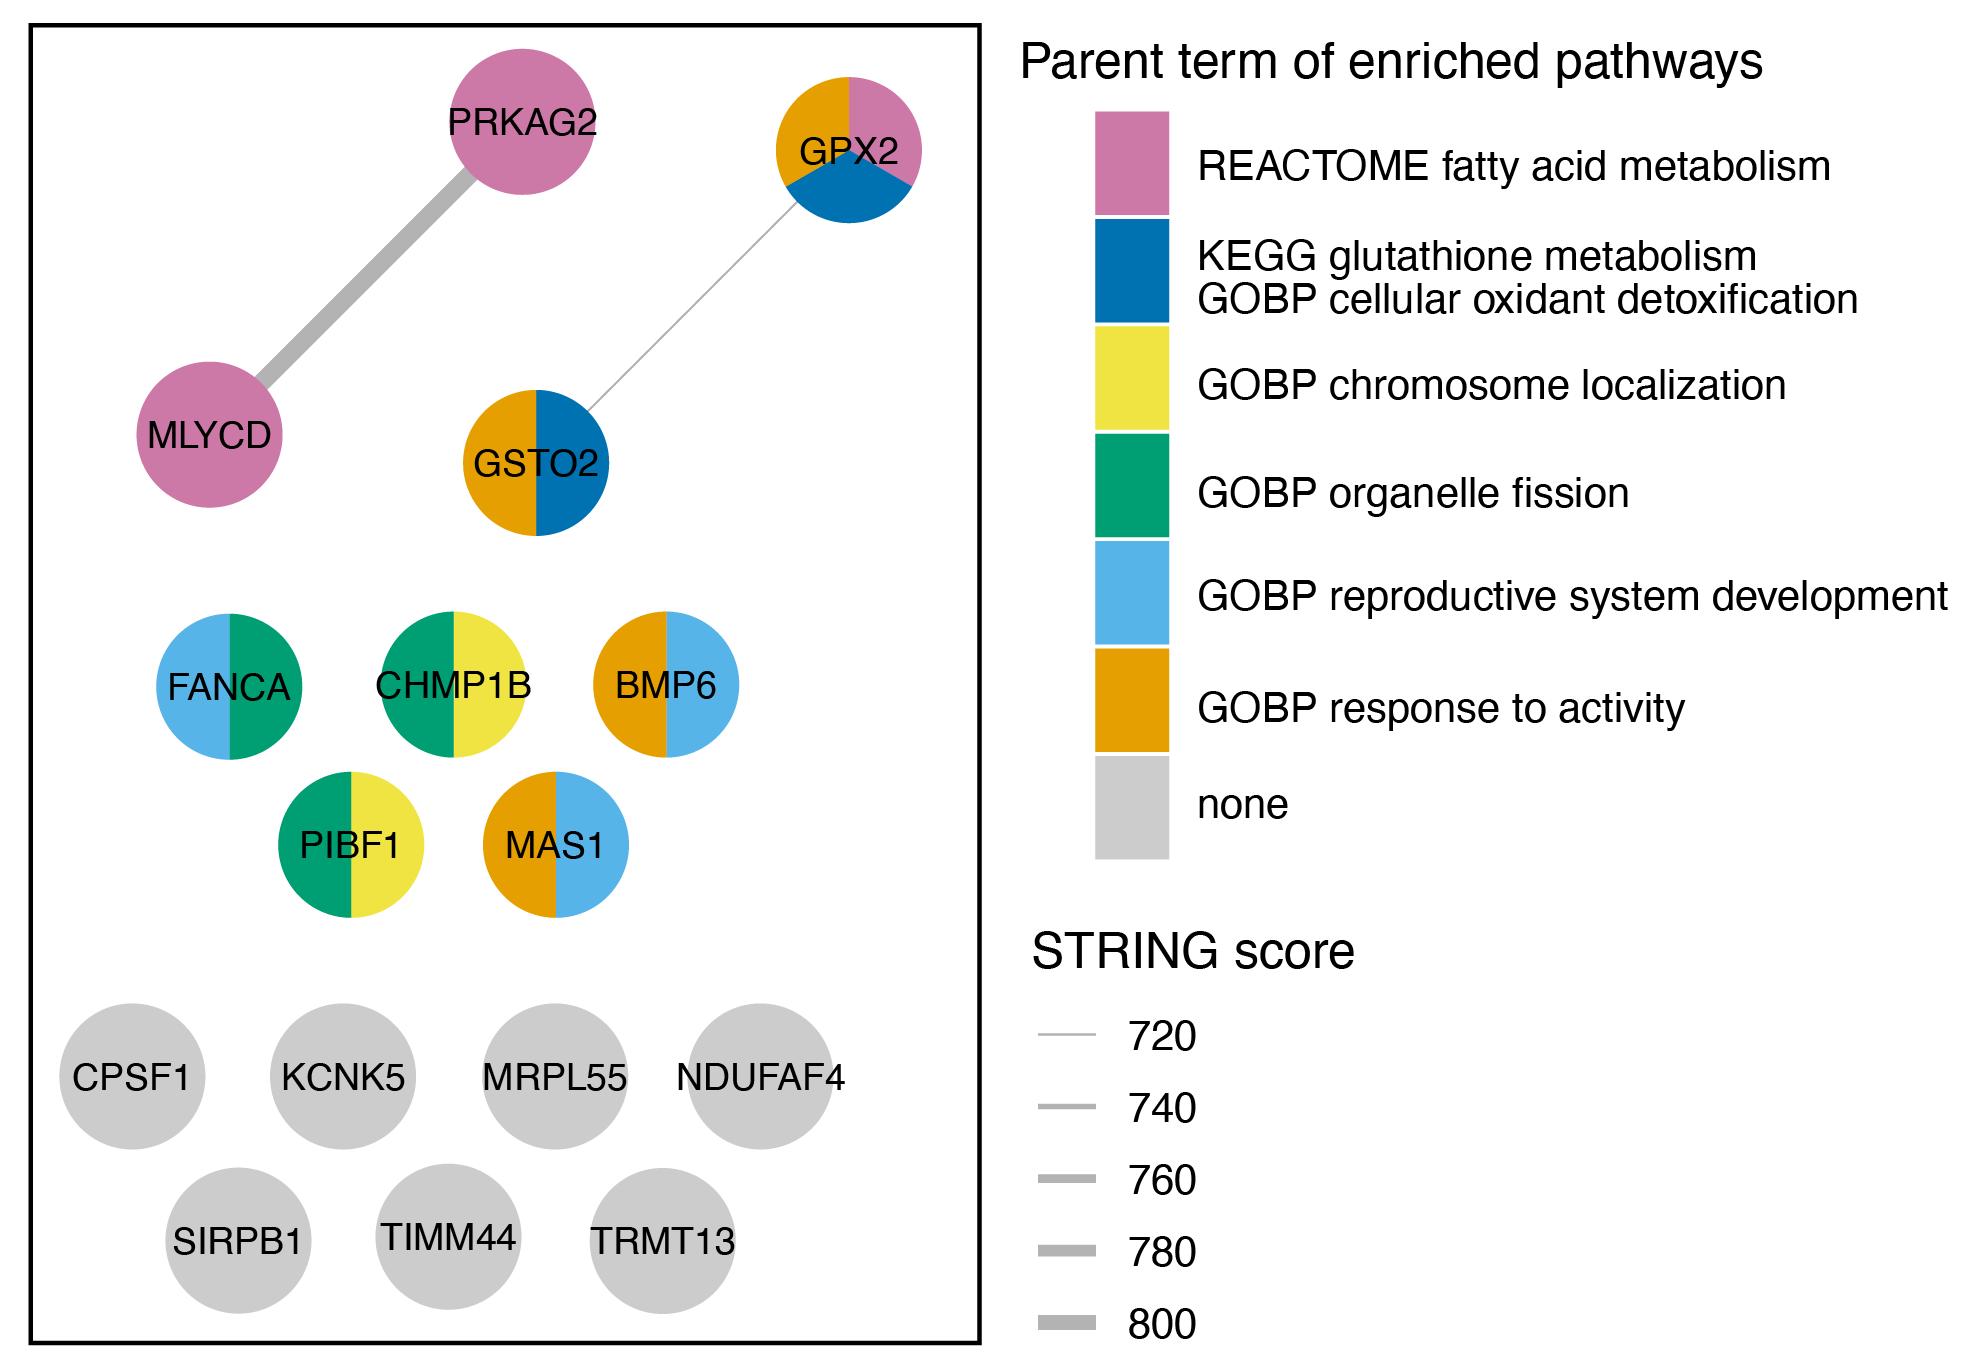 PRKAG2
GPX2
MLYCD
GSTO2
FANCA
CHMP1B
BMP6
PIBF1
MAS1
CPSF1
KCNK5
MRPL55
NDUFAF4
SIRPB1
TIMM44
TRMT13
Parent term of enriched pathways
REACTOME fatty acid metabolism
KEGG glutathione metabolism
GOBP cellular oxidant detoxification
GOBP chromosome localization
GOBP organelle fission
GOBP reproductive system development
GOBP response to activity
none
STRING score
720
740
760
780
800